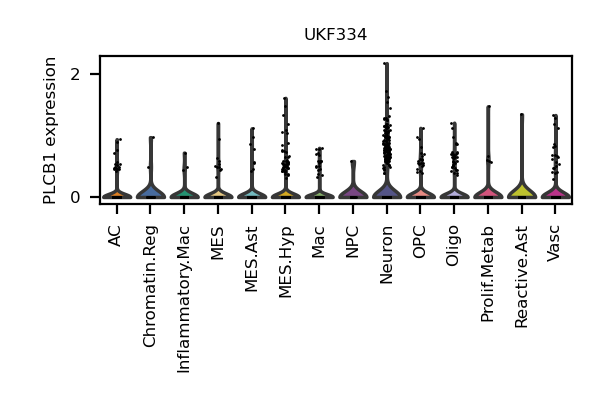 UKF334
PLCB1 expression
2
0
AC
Chromatin.Reg
Inflammatory.Mac
MES
MES.Ast
MES.Hyp
Mac
NPC
Neuron
OPC
Oligo
Prolif.Metab
Reactive.Ast
Vasc